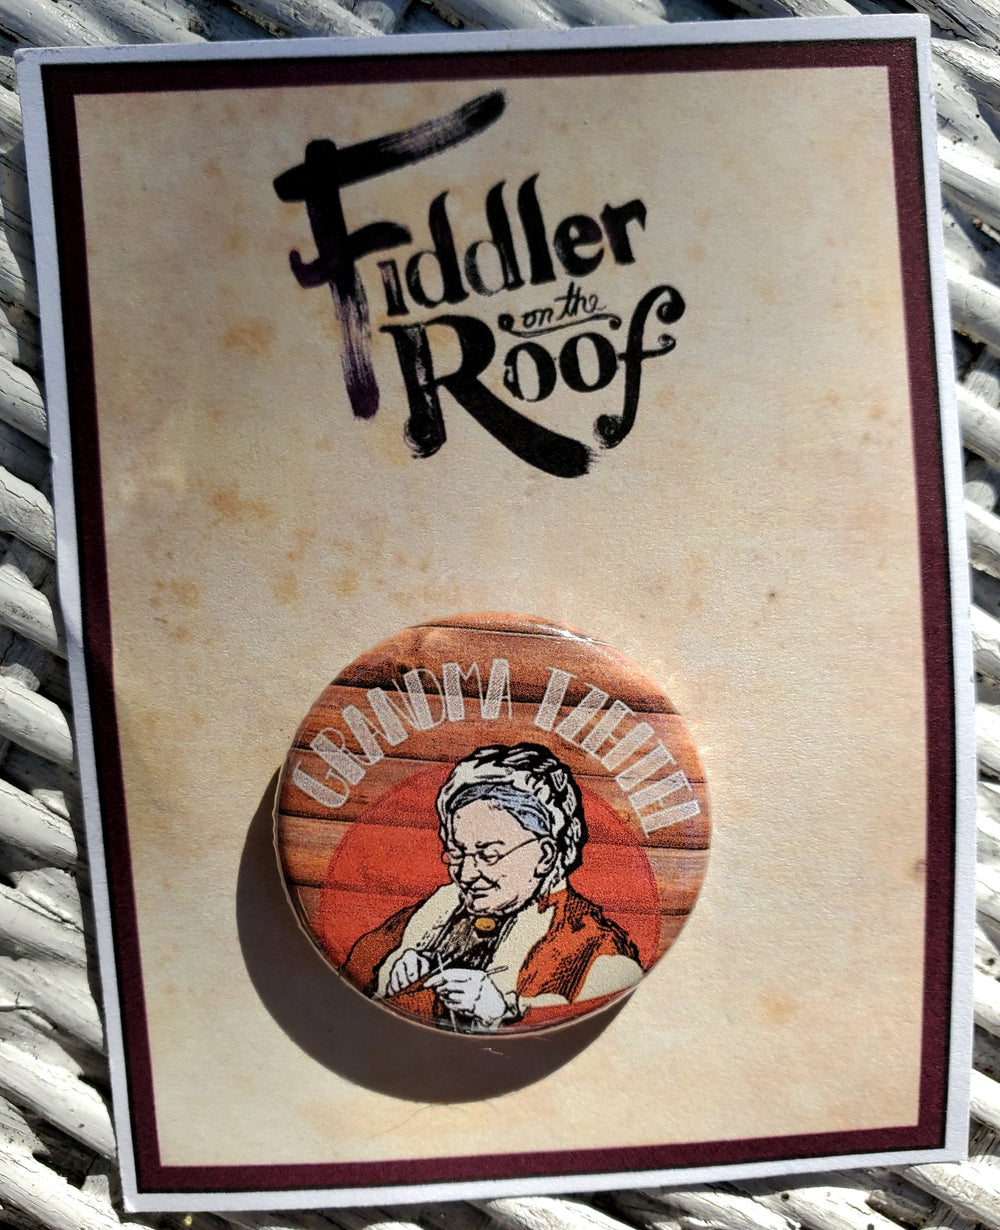 Fiddler
on the
Roof
GRANDMA TZEITEL